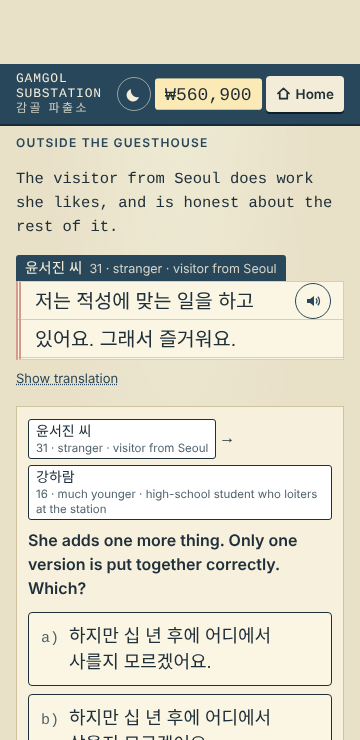 GAMGOL
SUBSTATION
감골 파출소
₩560,900
Home
OUTSIDE THE GUESTHOUSE
The visitor from Seoul does work
she likes, and is honest about the
rest of it.
윤서진 씨 31 · stranger · visitor from Seoul
저는 적성에 맞는 일을 하고
있어요. 그래서 즐거워요.
Show translation
윤서진 씨
31 · stranger · visitor from Seoul
→
강하람
16 · much younger · high-school student who loiters
at the station
She adds one more thing. Only one
version is put together correctly.
Which?
a) 하지만 십 년 후에 어디에서
사를지 모르겠어요.
b) 하지만 십 년 후에 어디에서